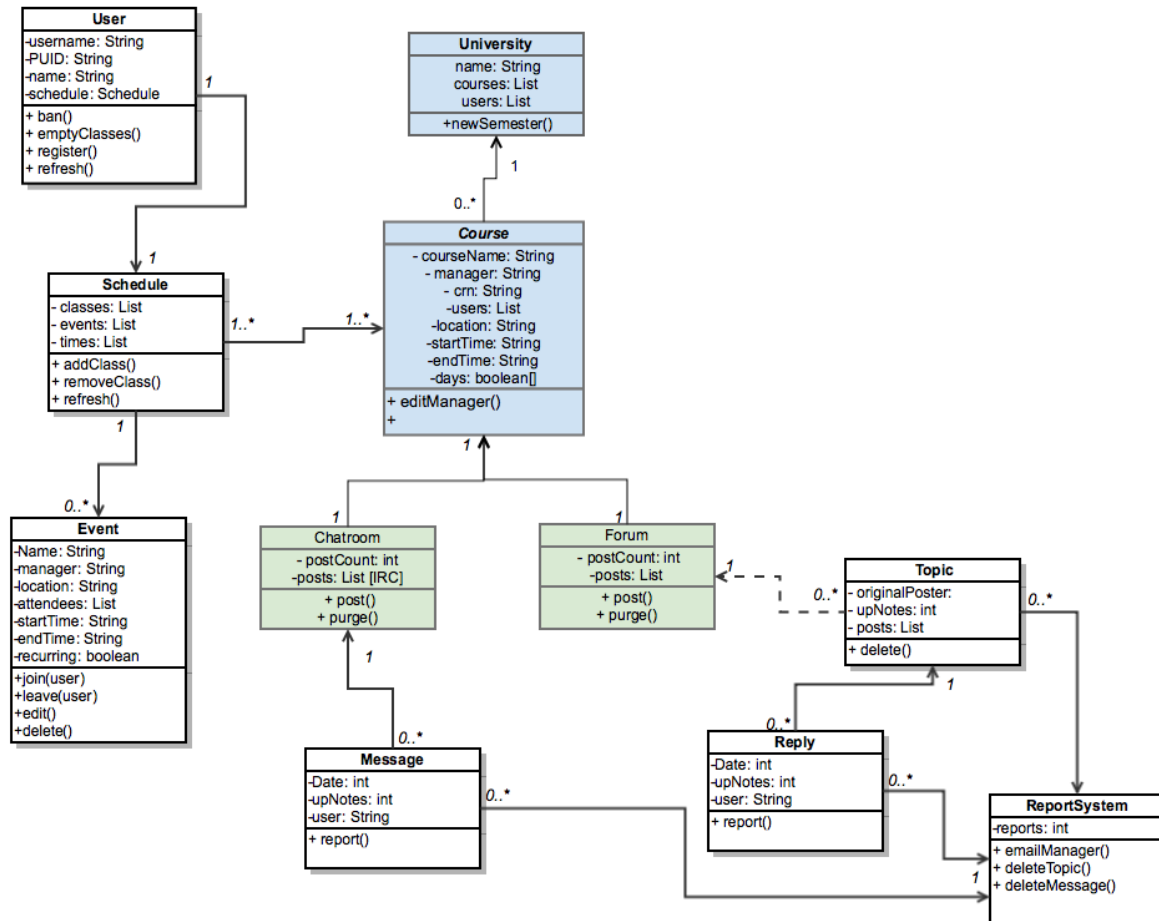 User
-username: String
-PUID: String
-name: String
-schedule: Schedule
+ ban()
+ emptyClasses()
+ register()
+ refresh()
1
1
University
name: String
courses: List
users: List
+newSemester()
1
0..*
Course
- courseName: String
- manager: String
- crn: String
-users: List
-location: String
-startTime: String
-endTime: String
-days: boolean[]
+ editManager()
+
Schedule
- classes: List
- events: List
- times: List
+ addClass()
+ removeClass()
+ refresh()
1..*
1..*
1
0..*
Event
-Name: String
-manager: String
-location: String
-attendees: List
-startTime: String
-endTime: String
-recurring: boolean
+join(user)
+leave(user)
+edit()
+delete()
1
1
1
Chatroom
- postCount: int
-posts: List [IRC]
+ post()
+ purge()
Forum
- postCount: int
-posts: List
+ post()
+ purge()
1
0..*
Topic
- originalPoster:
- upNotes: int
- posts: List
+ delete()
0..*
1
0..*
Message
-Date: int
-upNotes: int
-user: String
+ report()
0..*
1
0..*
Reply
-Date: int
-upNotes: int
-user: String
+ report()
0..*
1
ReportSystem
-reports: int
+ emailManager()
+ deleteTopic()
+ deleteMessage()